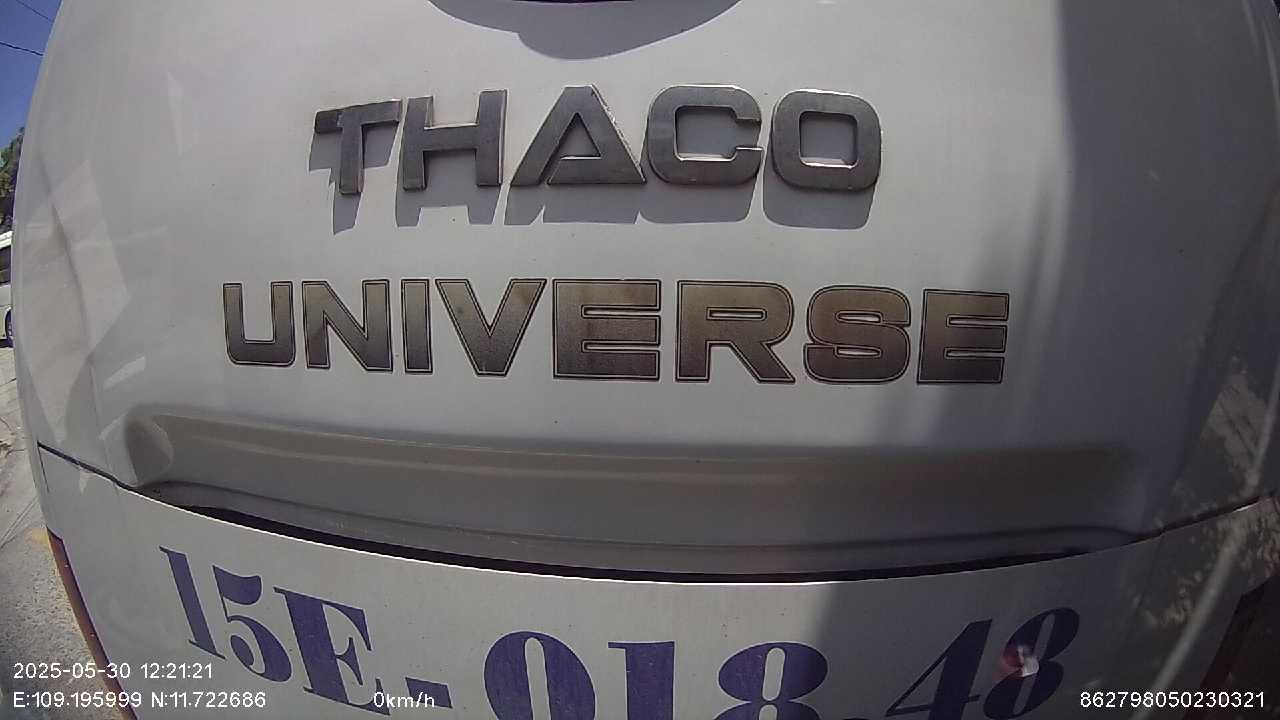 THACO
UNIVERSE
15E-018.48
2025-05-30 12:21:21
E:109.195999 N:11.722686 0km/h 862798050230321